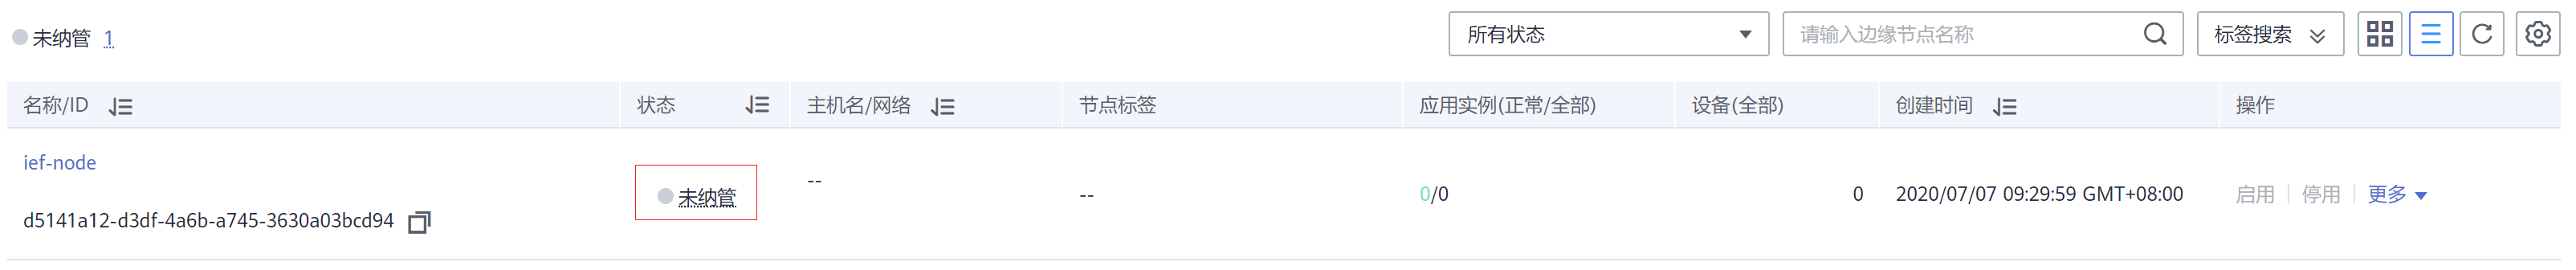 未纳管 1 所有状态 请输入边缘节点名称 标签搜索
名称/ID 状态 主机名/网络 节点标签 应用实例(正常/全部) 设备(全部) 创建时间 操作
ief-node
未纳管 -- -- 0/0 0 2020/07/07 09:29:59 GMT+08:00 启用 停用 更多
d5141a12-d3df-4a6b-a745-3630a03bcd94